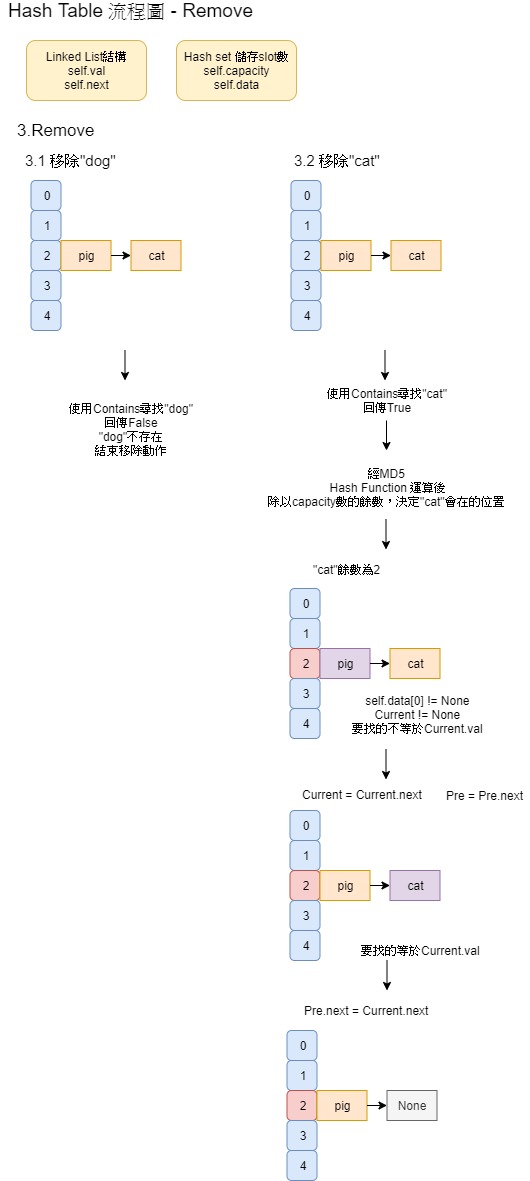 Hash Table 流程圖 - Remove
Linked List結構
self.val
self.next
Hash set 儲存slot數
self.capacity
self.data
3.Remove
3.1 移除"dog"
0
1
2
pig
cat
3
4
使用Contains尋找"dog"
回傳False
"dog"不存在
結束移除動作
3.2 移除"cat"
0
1
2
pig
cat
3
4
使用Contains尋找"cat"
回傳True
經MD5
Hash Function 運算後
除以capacity數的餘數，決定"cat"會在的位置
"cat"餘數為2
0
1
2
pig
cat
3
4
self.data[0] != None
Current != None
要找的不等於Current.val
Current = Current.next
Pre = Pre.next
0
1
2
pig
cat
3
4
要找的等於Current.val
Pre.next = Current.next
0
1
2
pig
None
3
4